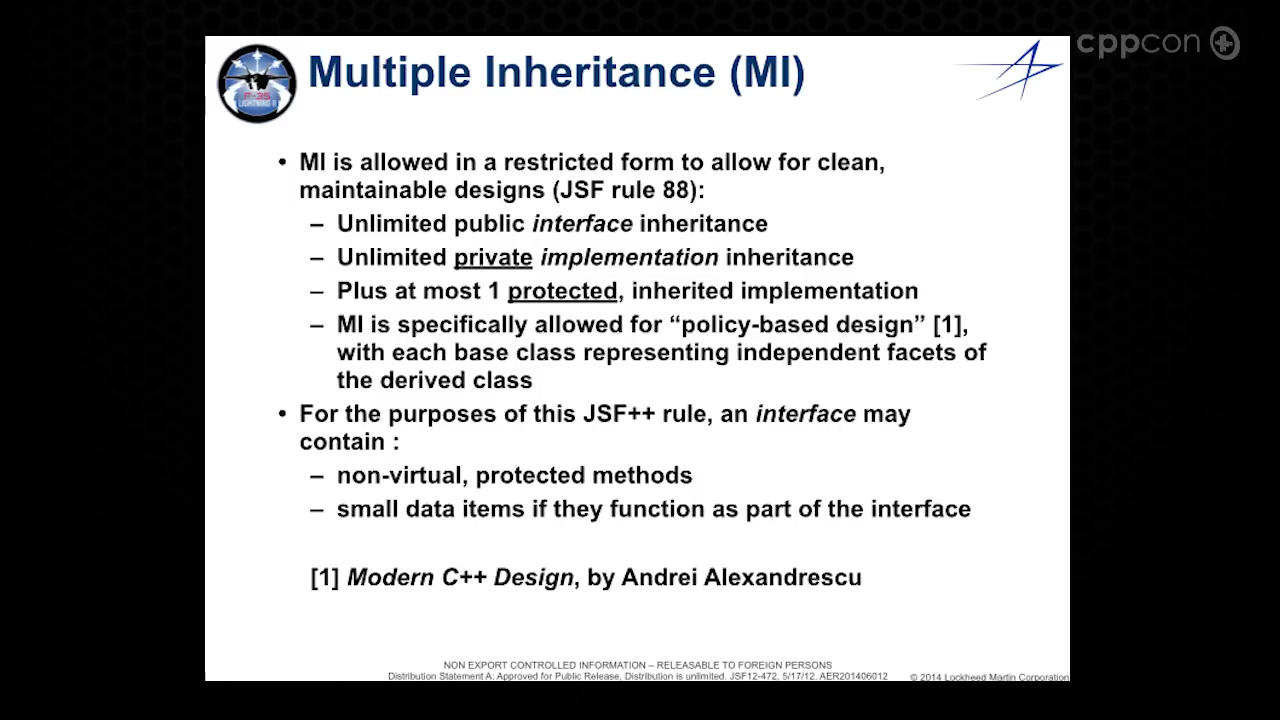 cppcon
F-35
LIGHTNING II
Multiple Inheritance (MI)
• MI is allowed in a restricted form to allow for clean,
maintainable designs (JSF rule 88):
– Unlimited public interface inheritance
– Unlimited private implementation inheritance
– Plus at most 1 protected, inherited implementation
– MI is specifically allowed for “policy-based design” [1],
with each base class representing independent facets of
the derived class
• For the purposes of this JSF++ rule, an interface may
contain :
– non-virtual, protected methods
– small data items if they function as part of the interface
[1] Modern C++ Design, by Andrei Alexandrescu
NON EXPORT CONTROLLED INFORMATION – RELEASABLE TO FOREIGN PERSONS
Distribution Statement A: Approved for Public Release, Distribution is unlimited. JSF12-472, 5/17/12. AER201406012
© 2014 Lockheed Martin Corporation